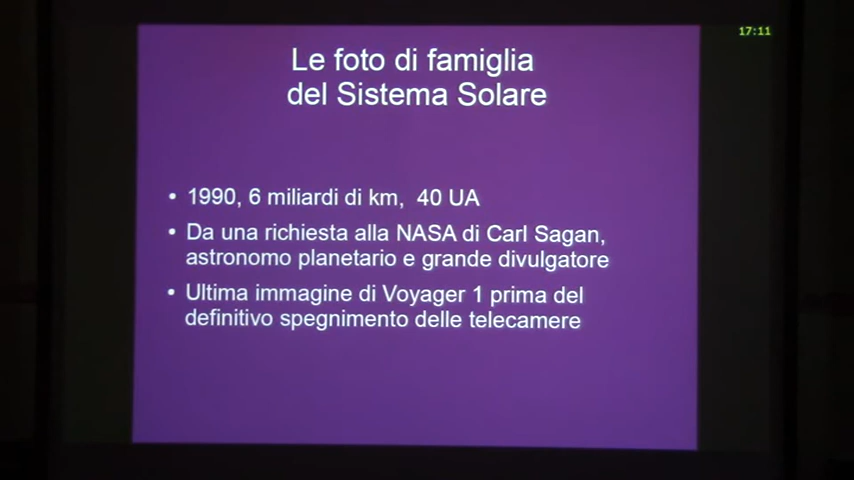 17:11
Le foto di famiglia
del Sistema Solare
• 1990, 6 miliardi di km, 40 UA
• Da una richiesta alla NASA di Carl Sagan,
astronomo planetario e grande divulgatore
• Ultima immagine di Voyager 1 prima del
definitivo spegnimento delle telecamere